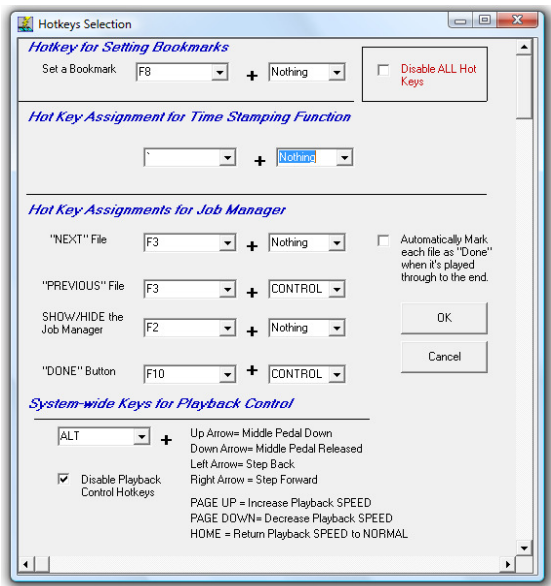 Hotkeys Selection
Hotkey for Setting Bookmarks
Set a Bookmark F8 + Nothing
Disable ALL Hot
Keys
Hot Key Assignment for Time Stamping Function
` + Nothing
Hot Key Assignments for Job Manager
"NEXT" File F3 + Nothing
Automatically Mark
each file as "Done"
when it's played
through to the end.
"PREVIOUS" File F3 + CONTROL
SHOW/HIDE the
Job Manager F2 + Nothing
OK
Cancel
"DONE" Button F10 + CONTROL
System-wide Keys for Playback Control
ALT +
Up Arrow= Middle Pedal Down
Down Arrow= Middle Pedal Released
Left Arrow= Step Back
Right Arrow = Step Forward
Disable Playback
Control Hotkeys
PAGE UP = Increase Playback SPEED
PAGE DOWN= Decrease Playback SPEED
HOME = Return Playback SPEED to NORMAL